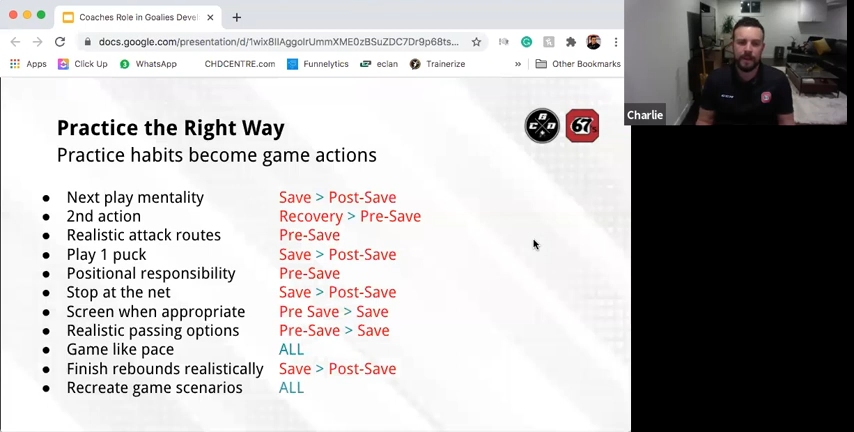 Coaches Role in Goalies Devel
docs.google.com/presentation/d/1wix8IIAggolrUmmXME0zBSuZDC7Dr9p68ts...
Apps
Click Up
WhatsApp
CHDCENTRE.COM
Funnelytics
eclan
Trainerize
»
Other Bookmarks
Charlie
Practice the Right Way
Practice habits become game actions
67's
● Next play mentality Save > Post-Save
● 2nd action Recovery > Pre-Save
● Realistic attack routes Pre-Save
● Play 1 puck Save > Post-Save
● Positional responsibility Pre-Save
● Stop at the net Save > Post-Save
● Screen when appropriate Pre Save > Save
● Realistic passing options Pre-Save > Save
● Game like pace ALL
● Finish rebounds realistically Save > Post-Save
● Recreate game scenarios ALL